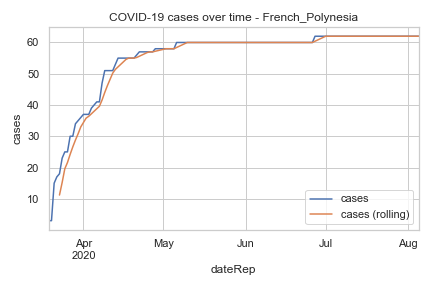 COVID-19 cases over time - French_Polynesia
cases
60
50
40
30
20
10
Apr
2020
May
Jun
Jul
Aug
dateRep
cases
cases (rolling)